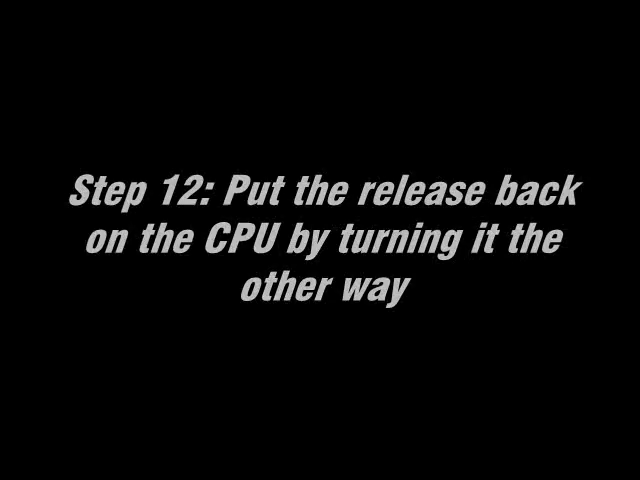 Step 12: Put the release back
on the CPU by turning it the
other way